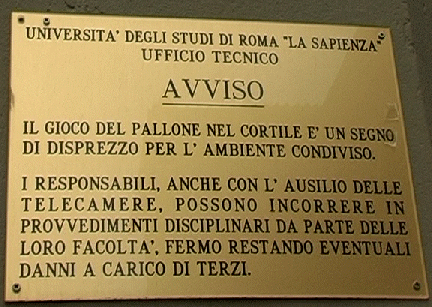 UNIVERSITA' DEGLI STUDI DI ROMA "LA SAPIENZA"
UFFICIO TECNICO
AVVISO
IL GIOCO DEL PALLONE NEL CORTILE E' UN SEGNO
DI DISPREZZO PER L' AMBIENTE CONDIVISO.
I RESPONSABILI, ANCHE CON L' AUSILIO DELLE
TELECAMERE, POSSONO INCORRERE IN
PROVVEDIMENTI DISCIPLINARI DA PARTE DELLE
LORO FACOLTA', FERMO RESTANDO EVENTUALI
DANNI A CARICO DI TERZI.